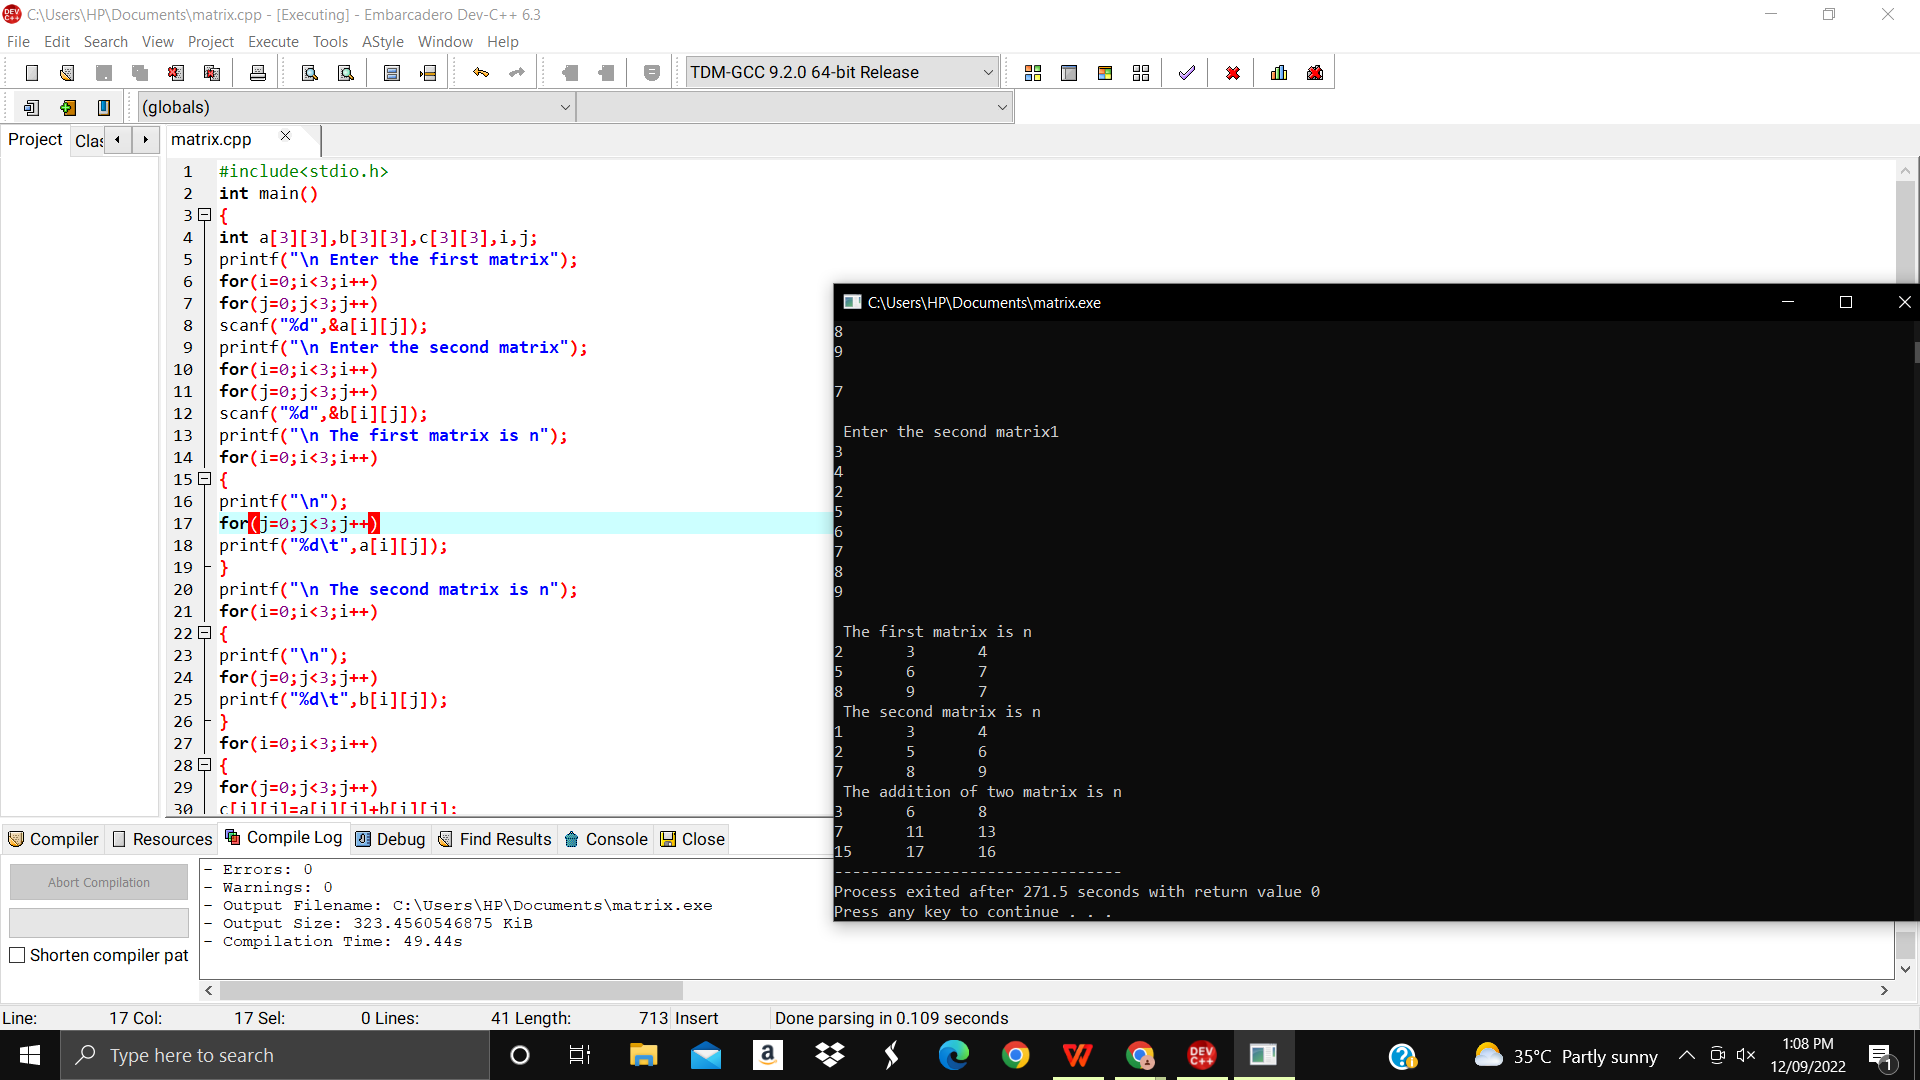 C:\Users\HP\Documents\matrix.cpp - [Executing] - Embarcadero Dev-C++ 6.3
File Edit Search View Project Execute Tools AStyle Window Help
TDM-GCC 9.2.0 64-bit Release
(globals)
Project Clas
matrix.cpp
1 #include<stdio.h>
2 int main()
3 {
4 int a[3][3],b[3][3],c[3][3],i,j;
5 printf("\n Enter the first matrix");
6 for(i=0;i<3;i++)
7 for(j=0;j<3;j++)
8 scanf("%d",&a[i][j]);
9 printf("\n Enter the second matrix");
10 for(i=0;i<3;i++)
11 for(j=0;j<3;j++)
12 scanf("%d",&b[i][j]);
13 printf("\n The first matrix is n");
14 for(i=0;i<3;i++)
15 {
16 printf("\n");
17 for(j=0;j<3;j++)
18 printf("%d\t",a[i][j]);
19 }
20 printf("\n The second matrix is n");
21 for(i=0;i<3;i++)
22 {
23 printf("\n");
24 for(j=0;j<3;j++)
25 printf("%d\t",b[i][j]);
26 }
27 for(i=0;i<3;i++)
28 {
29 for(j=0;j<3;j++)
30 c[i][j]=a[i][j]+b[i][j];
C:\Users\HP\Documents\matrix.exe
8
9
7
Enter the second matrix1
3
4
2
5
6
7
8
9
The first matrix is n
2 3 4
5 6 7
8 9 7
The second matrix is n
1 3 4
2 5 6
7 8 9
The addition of two matrix is n
3 6 8
7 11 13
15 17 16
--------------------------------
Process exited after 271.5 seconds with return value 0
Press any key to continue . . .
Compiler Resources Compile Log Debug Find Results Console Close
Abort Compilation
Shorten compiler pat
- Errors: 0
- Warnings: 0
- Output Filename: C:\Users\HP\Documents\matrix.exe
- Output Size: 323.4560546875 KiB
- Compilation Time: 49.44s
Line: 17 Col: 17 Sel: 0 Lines: 41 Length: 713 Insert Done parsing in 0.109 seconds
Type here to search
a
DEV C++
35°C Partly sunny
1:08 PM
12/09/2022
1